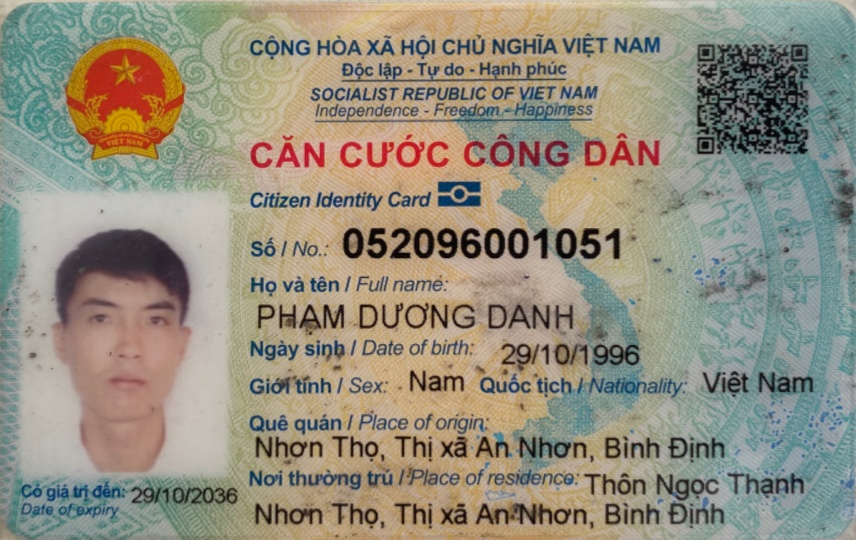 CỘNG HÒA XÃ HỘI CHỦ NGHĨA VIỆT NAM
Độc lập - Tự do - Hạnh phúc
SOCIALIST REPUBLIC OF VIET NAM
Independence - Freedom - Happiness
CĂN CƯỚC CÔNG DÂN
Citizen Identity Card
Số / No.: 052096001051
Họ và tên / Full name:
PHẠM DƯƠNG DANH
Ngày sinh / Date of birth: 29/10/1996
Giới tính / Sex: Nam Quốc tịch / Nationality: Việt Nam
Quê quán / Place of origin:
Nhơn Thọ, Thị xã An Nhơn, Bình Định
Nơi thường trú / Place of residence: Thôn Ngọc Thạnh
Nhơn Thọ, Thị xã An Nhơn, Bình Định
Có giá trị đến: 29/10/2036
Date of expiry
VIỆT NAM